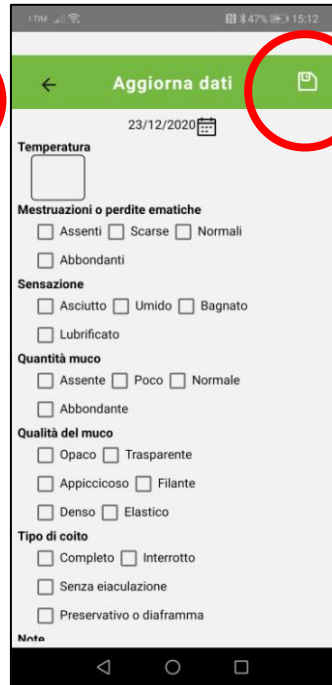 TIM 47% 15:12
Aggiorna dati
23/12/2020
Temperatura
Mestruazioni o perdite ematiche
Assenti Scarse Normali
Abbondanti
Sensazione
Asciutto Umido Bagnato
Lubrificato
Quantità muco
Assente Poco Normale
Abbondante
Qualità del muco
Opaco Trasparente
Appiccicoso Filante
Denso Elastico
Tipo di coito
Completo Interrotto
Senza eiaculazione
Preservativo o diaframma
Note